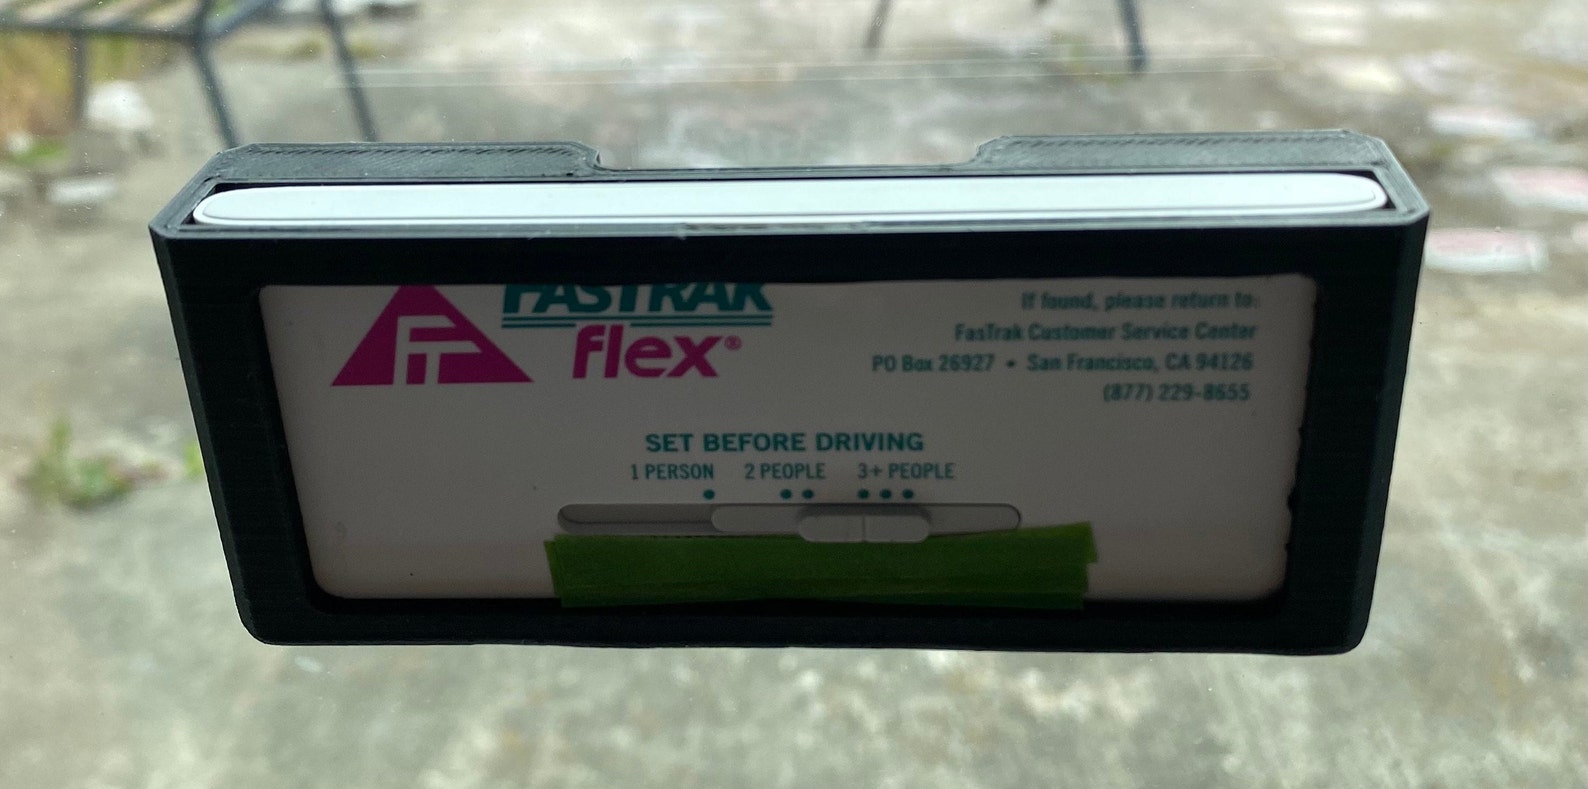 FT
FASTRAK
flex®
If found, please return to:
FasTrak Customer Service Center
PO Box 26927 • San Francisco, CA 94126
(877) 229-8655
SET BEFORE DRIVING
1 PERSON 2 PEOPLE 3+ PEOPLE